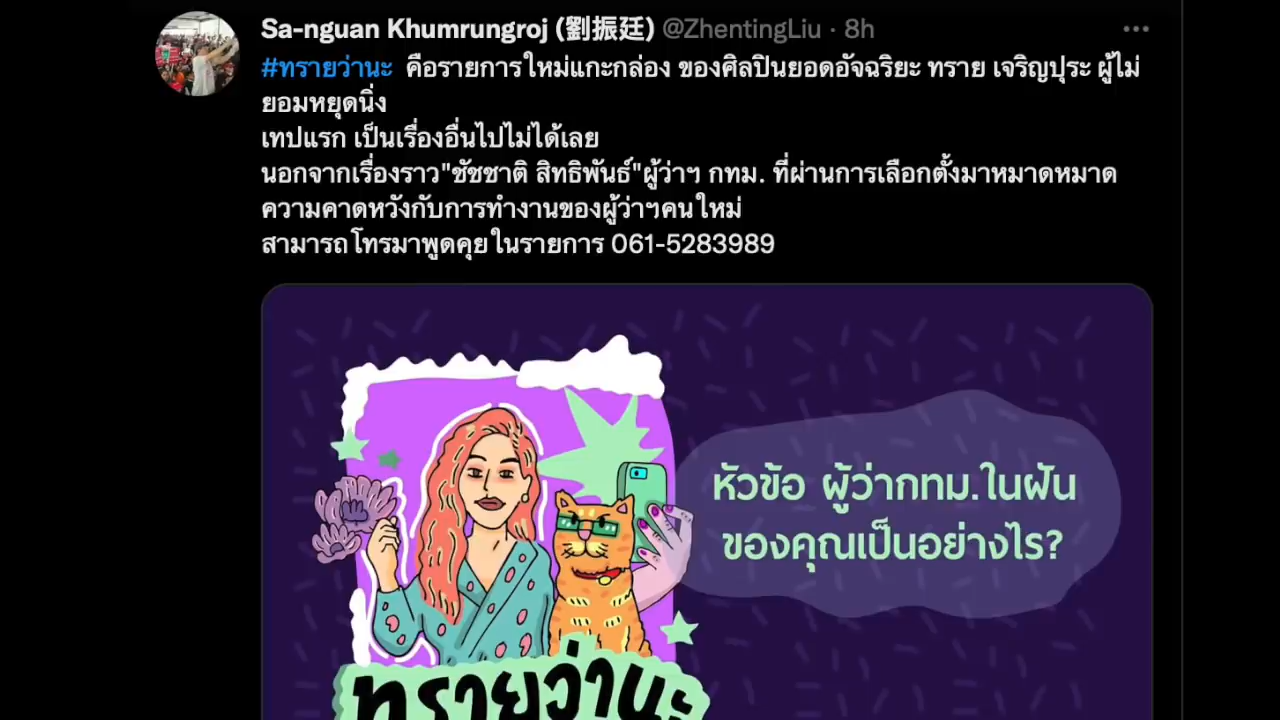 Sa-nguan Khumrungroj (劉振廷) @ZhentingLiu · 8h
#ทรายว่านะ คือรายการใหม่แกะกล่อง ของศิลปินยอดอัจฉริยะ ทราย เจริญปุระ ผู้ไม่
ยอมหยุดนิ่ง
เทปแรก เป็นเรื่องอื่นไปไม่ได้เลย
นอกจากเรื่องราว"ชัชชาติ สิทธิพันธ์"ผู้ว่าฯ กทม. ที่ผ่านการเลือกตั้งมาหมาดหมาด
ความคาดหวังกับการทำงานของผู้ว่าฯคนใหม่
สามารถโทรมาพูดคุยในรายการ 061-5283989
หัวข้อ ผู้ว่ากทม.ในฝัน
ของคุณเป็นอย่างไร?
ทรายว่านะ